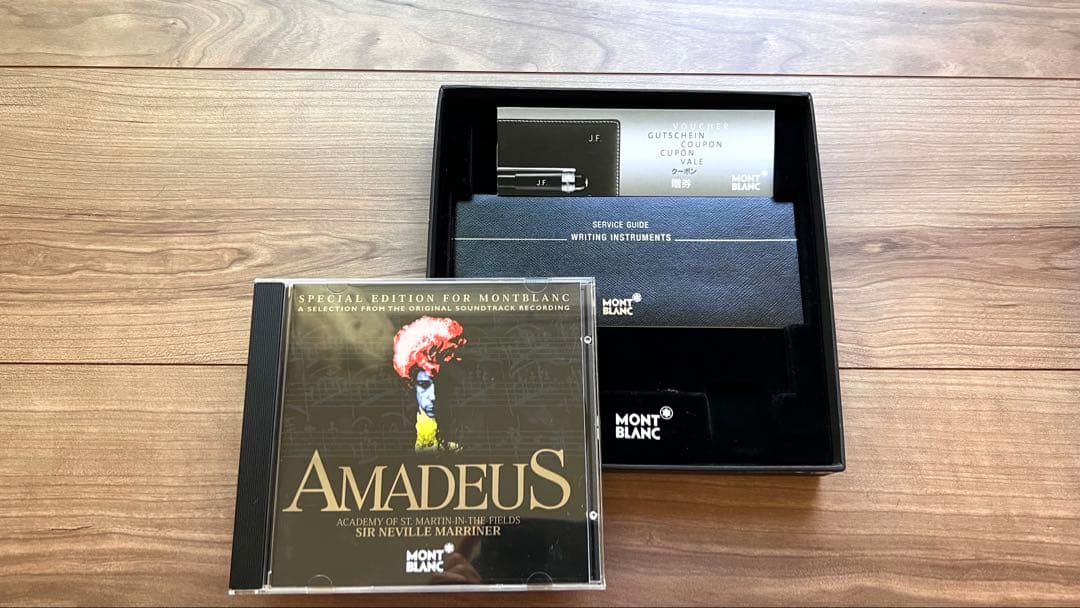 J.F.
J.F.
VOUCHER
GUTSCHEIN
COUPON
CUPÓN
VALE
クーポン
贈券
MONT
BLANC
SERVICE GUIDE
WRITING INSTRUMENTS
MONT
BLANC
MONT
BLANC
SPECIAL EDITION FOR MONTBLANC
A SELECTION FROM THE ORIGINAL SOUNDTRACK RECORDING
AMADEUS
ACADEMY OF ST. MARTIN-IN-THE-FIELDS
SIR NEVILLE MARRINER
MONT
BLANC